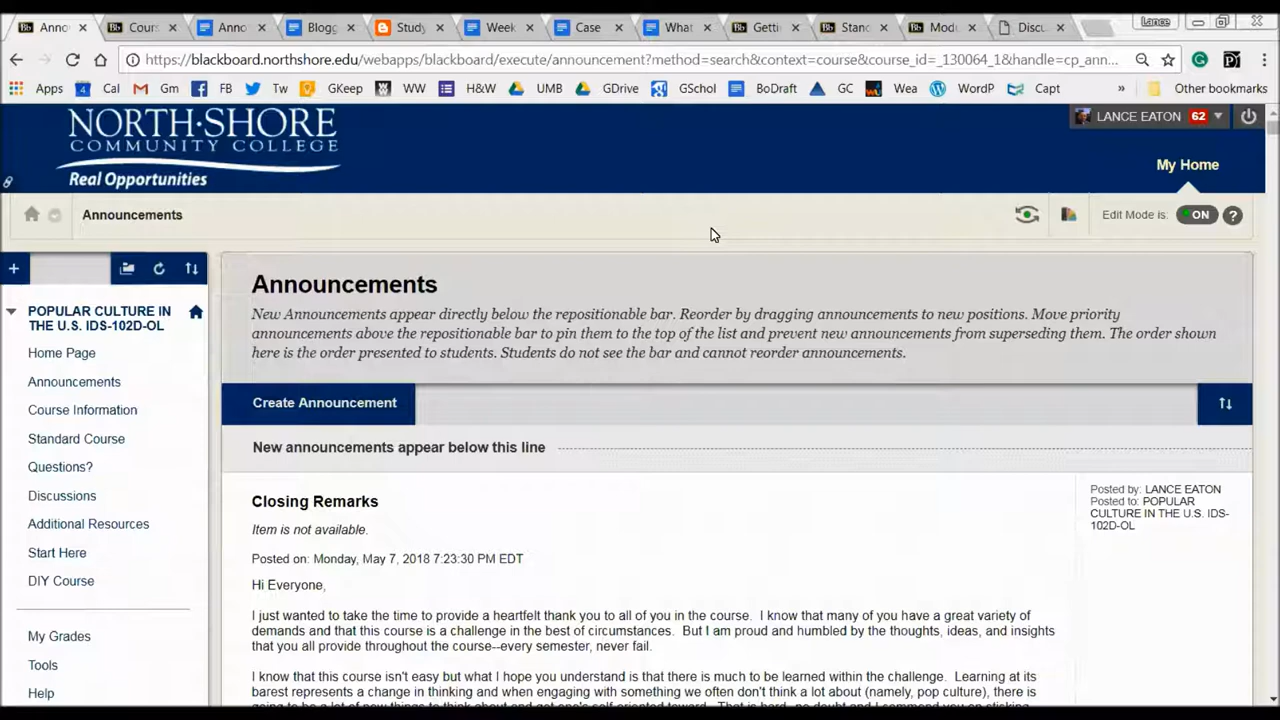 Anno Cours Anno Blogg Study Week Case What Getti Stanc Modu Discu Lance
https://blackboard.northshore.edu/webapps/blackboard/execute/announcement?method=search&context=course&course_id=_130064_1&handle=cp_ann...
Apps Cal Gm FB Tw GKeep WW H&W UMB GDrive GSchol BoDraft GC Wea WordP Capt » Other bookmarks
NORTH·SHORE
COMMUNITY COLLEGE
Real Opportunities
LANCE EATON 62
My Home
Announcements
Edit Mode is: ON ?
Announcements
New Announcements appear directly below the repositionable bar. Reorder by dragging announcements to new positions. Move priority
announcements above the repositionable bar to pin them to the top of the list and prevent new announcements from superseding them. The order shown
here is the order presented to students. Students do not see the bar and cannot reorder announcements.
Create Announcement
New announcements appear below this line
POPULAR CULTURE IN
THE U.S. IDS-102D-OL
Home Page
Announcements
Course Information
Standard Course
Questions?
Discussions
Additional Resources
Start Here
DIY Course
My Grades
Tools
Help
Closing Remarks
Item is not available.
Posted on: Monday, May 7, 2018 7:23:30 PM EDT
Hi Everyone,
I just wanted to take the time to provide a heartfelt thank you to all of you in the course. I know that many of you have a great variety of
demands and that this course is a challenge in the best of circumstances. But I am proud and humbled by the thoughts, ideas, and insights
that you all provide throughout the course--every semester, never fail.
I know that this course isn't easy but what I hope you understand is that there is much to be learned within the challenge. Learning at its
barest represents a change in thinking and when engaging with something we often don't think a lot about (namely, pop culture), there is
Posted by: LANCE EATON
Posted to: POPULAR
CULTURE IN THE U.S. IDS-
102D-OL